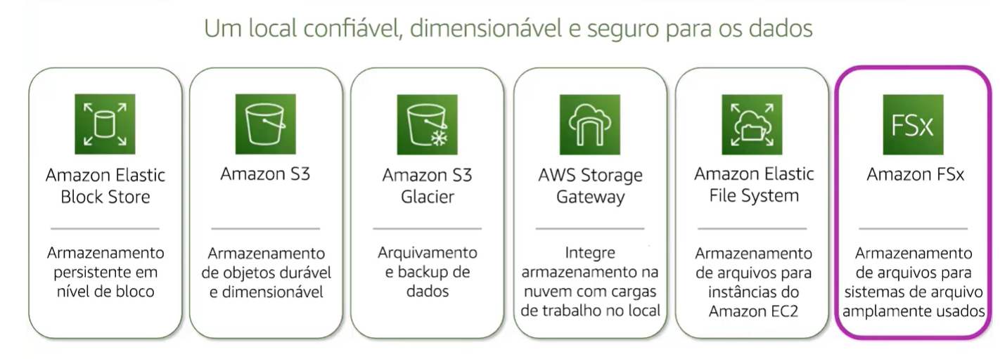 Um local confiável, dimensionável e seguro para os dados
Amazon Elastic
Block Store
Armazenamento
persistente em
nível de bloco
Amazon S3
Armazenamento
de objetos durável
e dimensionável
Amazon S3
Glacier
Arquivamento
e backup de
dados
AWS Storage
Gateway
Integre
armazenamento na
nuvem com cargas
de trabalho no local
Amazon Elastic
File System
Armazenamento
de arquivos para
instâncias do
Amazon EC2
FSx
Amazon FSx
Armazenamento
de arquivos para
sistemas de arquivo
amplamente usados